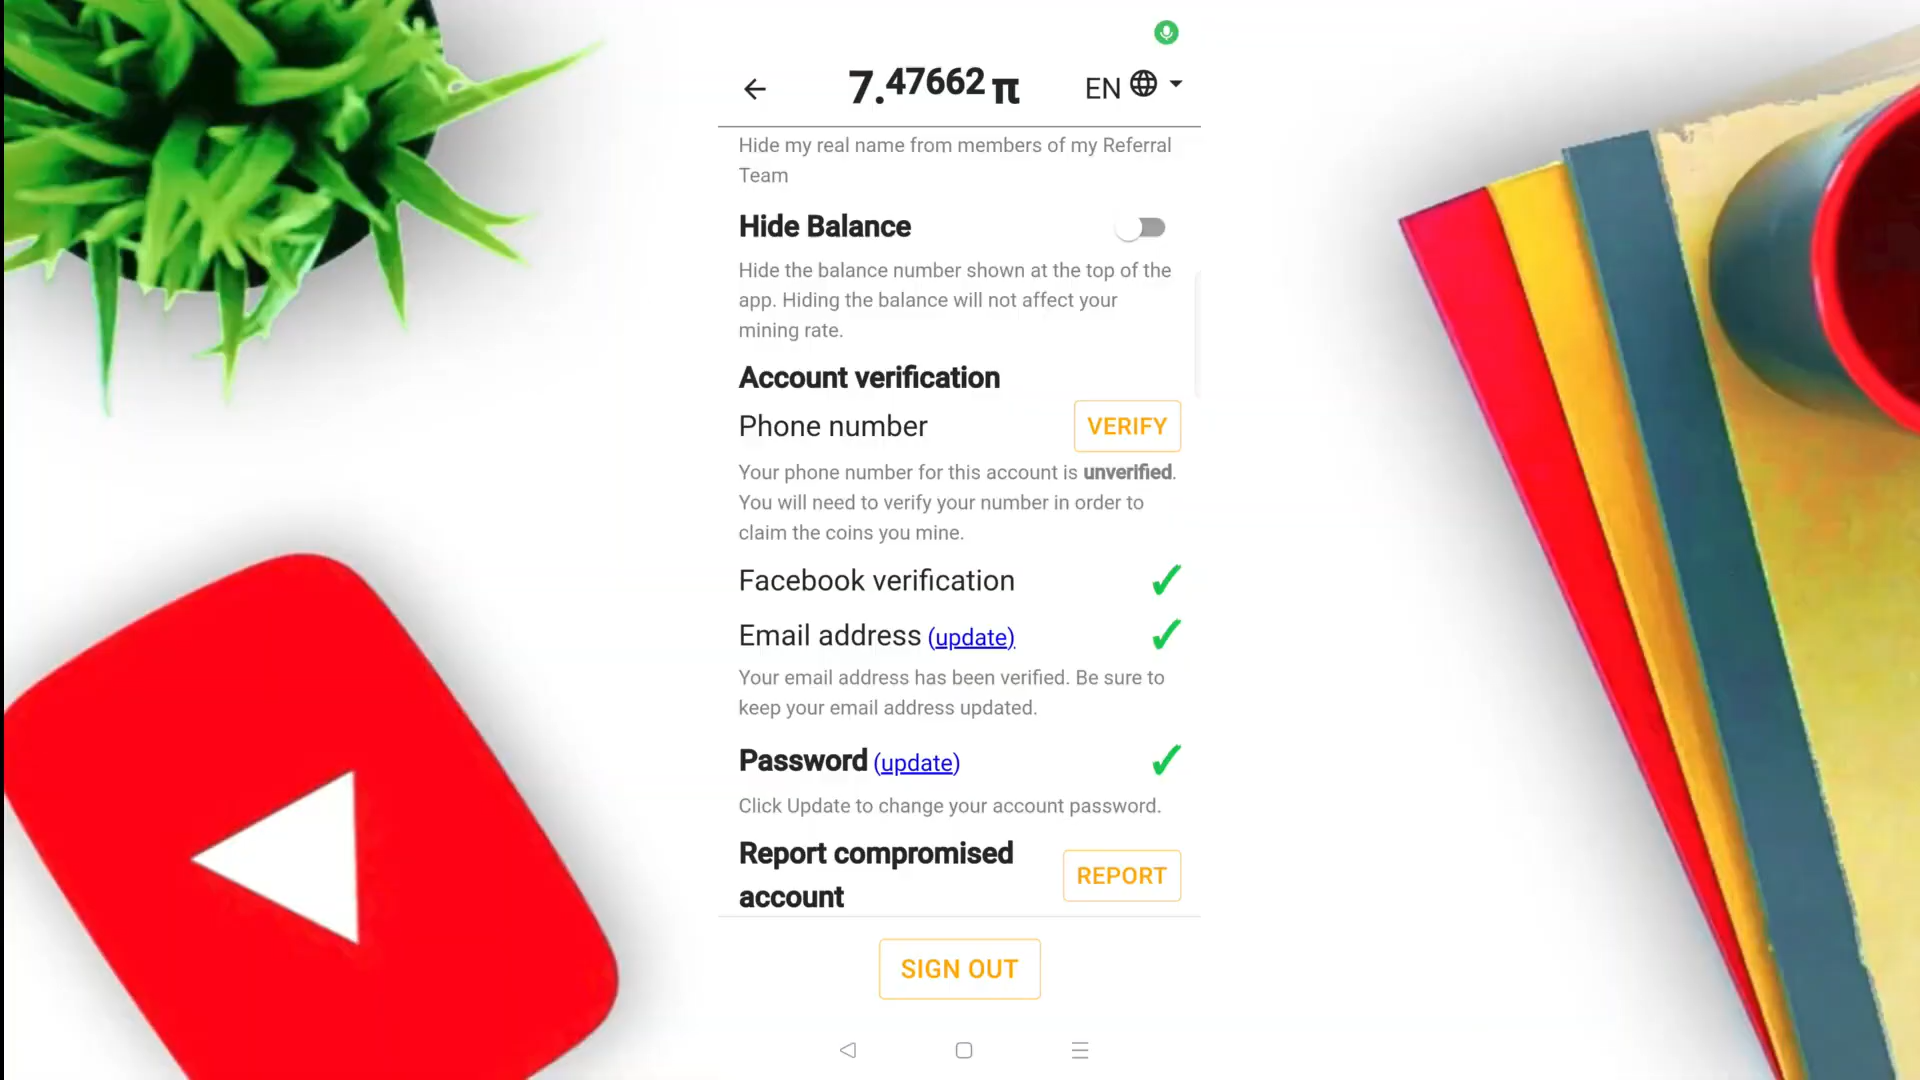 7.47662 π EN
Hide my real name from members of my Referral
Team
Hide Balance
Hide the balance number shown at the top of the
app. Hiding the balance will not affect your
mining rate.
Account verification
Phone number VERIFY
Your phone number for this account is unverified.
You will need to verify your number in order to
claim the coins you mine.
Facebook verification
Email address (update)
Your email address has been verified. Be sure to
keep your email address updated.
Password (update)
Click Update to change your account password.
Report compromised
account
REPORT
SIGN OUT